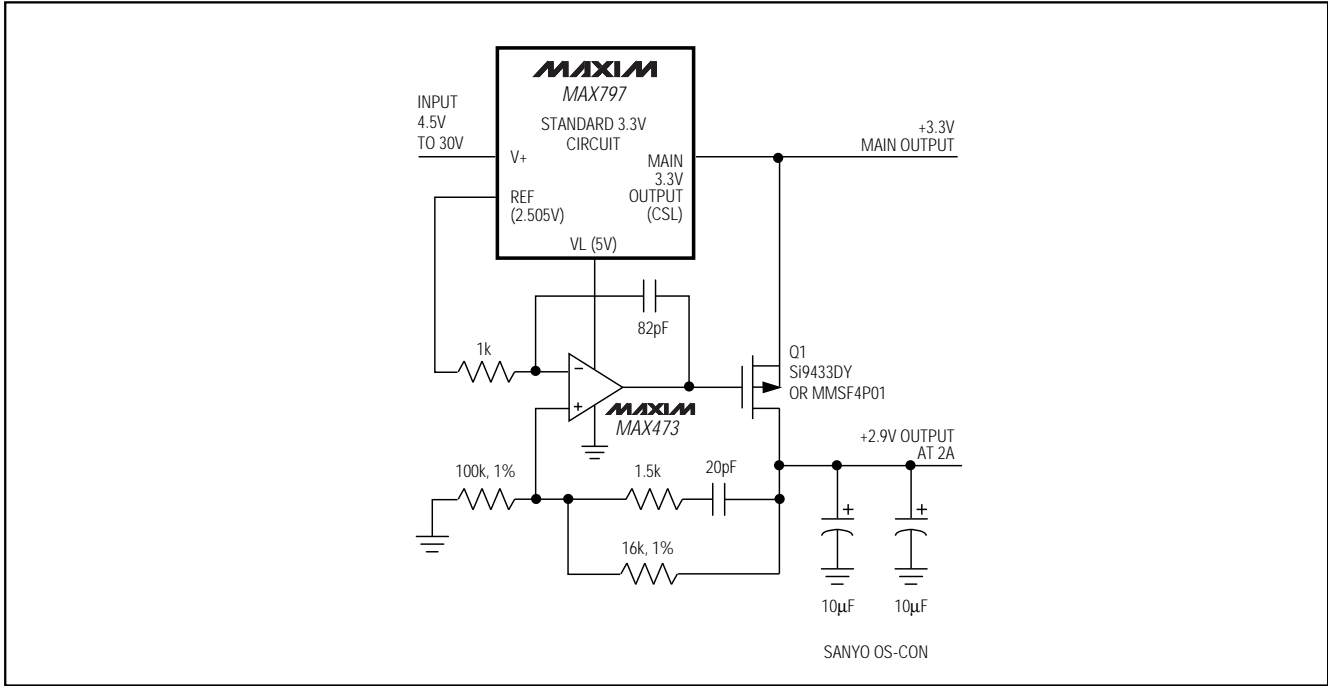 MAXIM
MAX797
STANDARD 3.3V
CIRCUIT
INPUT
4.5V
TO 30V
V+
REF
(2.505V)
MAIN
3.3V
OUTPUT
(CSL)
VL (5V)
+3.3V
MAIN OUTPUT
82pF
1k
−
+
MAXIM
MAX473
Q1
Si9433DY
OR MMSF4P01
+2.9V OUTPUT
AT 2A
100k, 1%
1.5k
20pF
16k, 1%
+
+
10μF
10μF
SANYO OS-CON